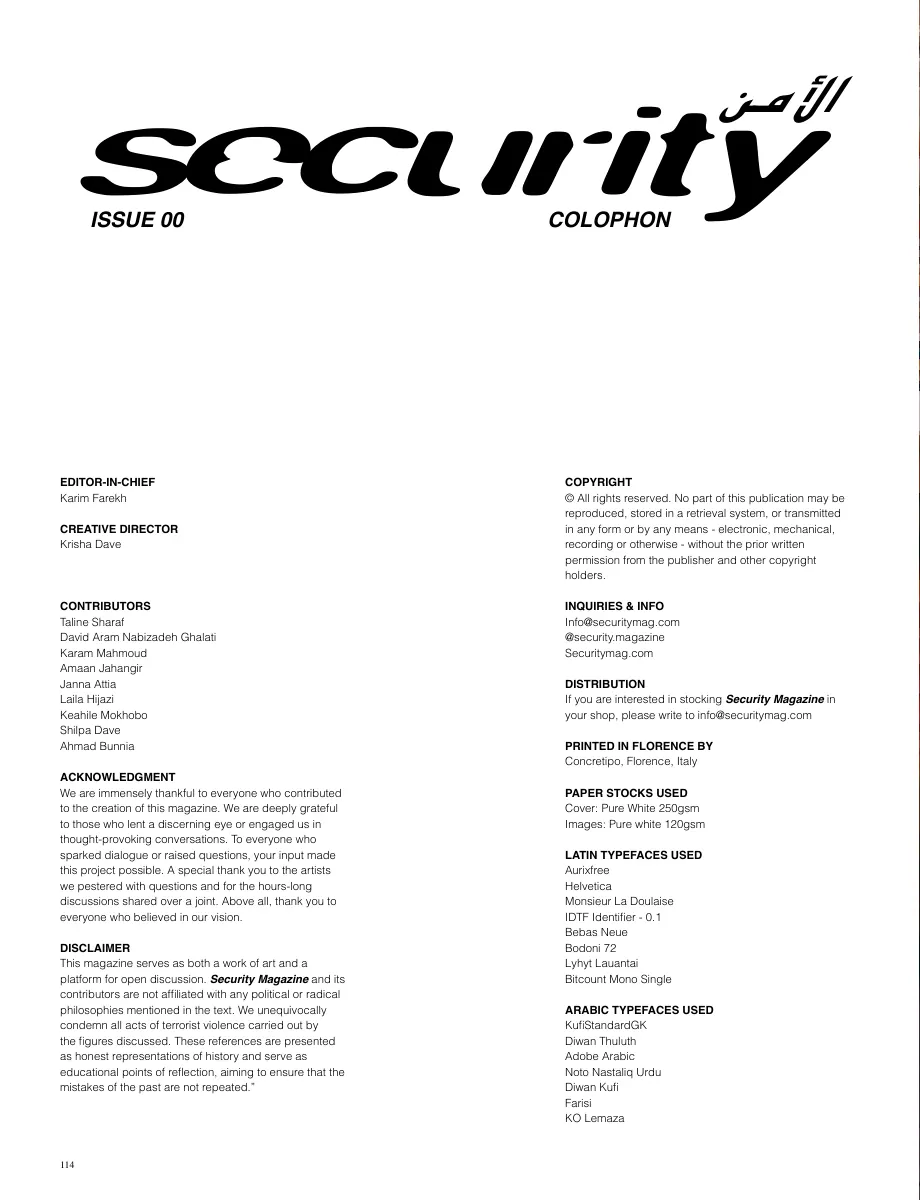 الأمن
security
ISSUE 00
COLOPHON
EDITOR-IN-CHIEF
Karim Farekh
CREATIVE DIRECTOR
Krisha Dave
CONTRIBUTORS
Taline Sharaf
David Aram Nabizadeh Ghalati
Karam Mahmoud
Amaan Jahangir
Janna Attia
Laila Hijazi
Keahile Mokhobo
Shilpa Dave
Ahmad Bunnia
ACKNOWLEDGMENT
We are immensely thankful to everyone who contributed
to the creation of this magazine. We are deeply grateful
to those who lent a discerning eye or engaged us in
thought-provoking conversations. To everyone who
sparked dialogue or raised questions, your input made
this project possible. A special thank you to the artists
we pestered with questions and for the hours-long
discussions shared over a joint. Above all, thank you to
everyone who believed in our vision.
DISCLAIMER
This magazine serves as both a work of art and a
platform for open discussion. Security Magazine and its
contributors are not affiliated with any political or radical
philosophies mentioned in the text. We unequivocally
condemn all acts of terrorist violence carried out by
the figures discussed. These references are presented
as honest representations of history and serve as
educational points of reflection, aiming to ensure that the
mistakes of the past are not repeated.”
COPYRIGHT
© All rights reserved. No part of this publication may be
reproduced, stored in a retrieval system, or transmitted
in any form or by any means - electronic, mechanical,
recording or otherwise - without the prior written
permission from the publisher and other copyright
holders.
INQUIRIES & INFO
Info@securitymag.com
@security.magazine
Securitymag.com
DISTRIBUTION
If you are interested in stocking Security Magazine in
your shop, please write to info@securitymag.com
PRINTED IN FLORENCE BY
Concretipo, Florence, Italy
PAPER STOCKS USED
Cover: Pure White 250gsm
Images: Pure white 120gsm
LATIN TYPEFACES USED
Aurixfree
Helvetica
Monsieur La Doulaise
IDTF Identifier - 0.1
Bebas Neue
Bodoni 72
Lyhyt Lauantai
Bitcount Mono Single
ARABIC TYPEFACES USED
KufiStandardGK
Diwan Thuluth
Adobe Arabic
Noto Nastaliq Urdu
Diwan Kufi
Farisi
KO Lemaza
114